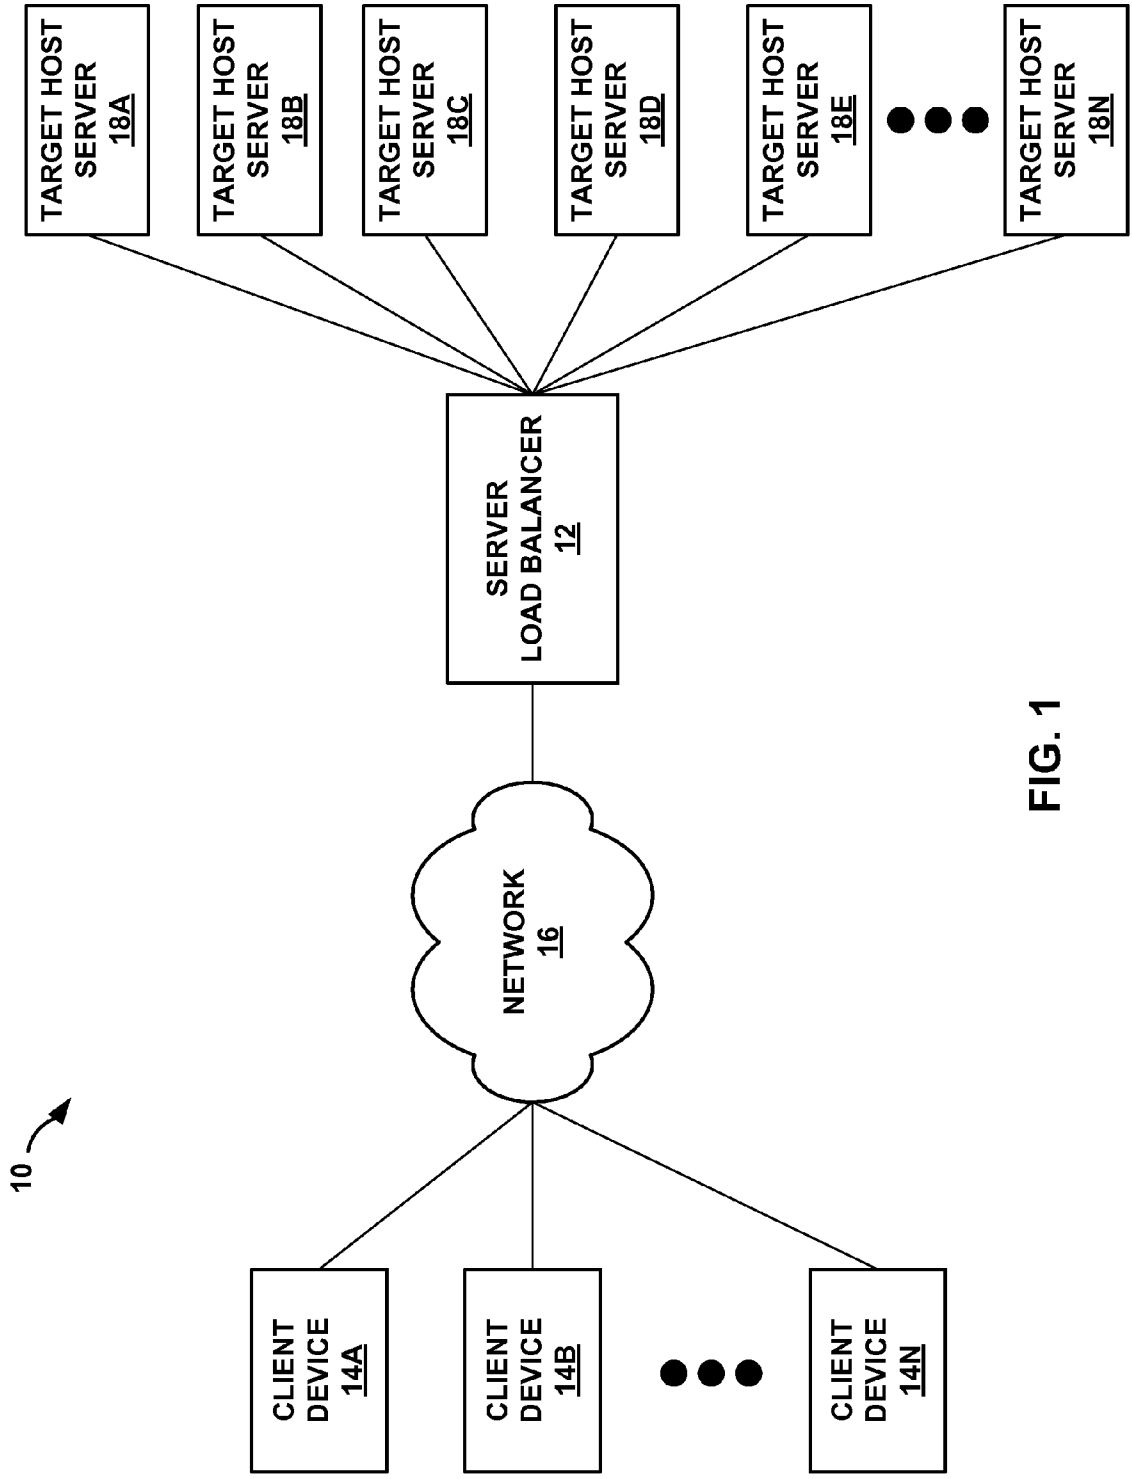 10
CLIENT
DEVICE
14A
CLIENT
DEVICE
14B
CLIENT
DEVICE
14N
NETWORK
16
SERVER
LOAD BALANCER
12
TARGET HOST
SERVER
18A
TARGET HOST
SERVER
18B
TARGET HOST
SERVER
18C
TARGET HOST
SERVER
18D
TARGET HOST
SERVER
18E
TARGET HOST
SERVER
18N
FIG. 1